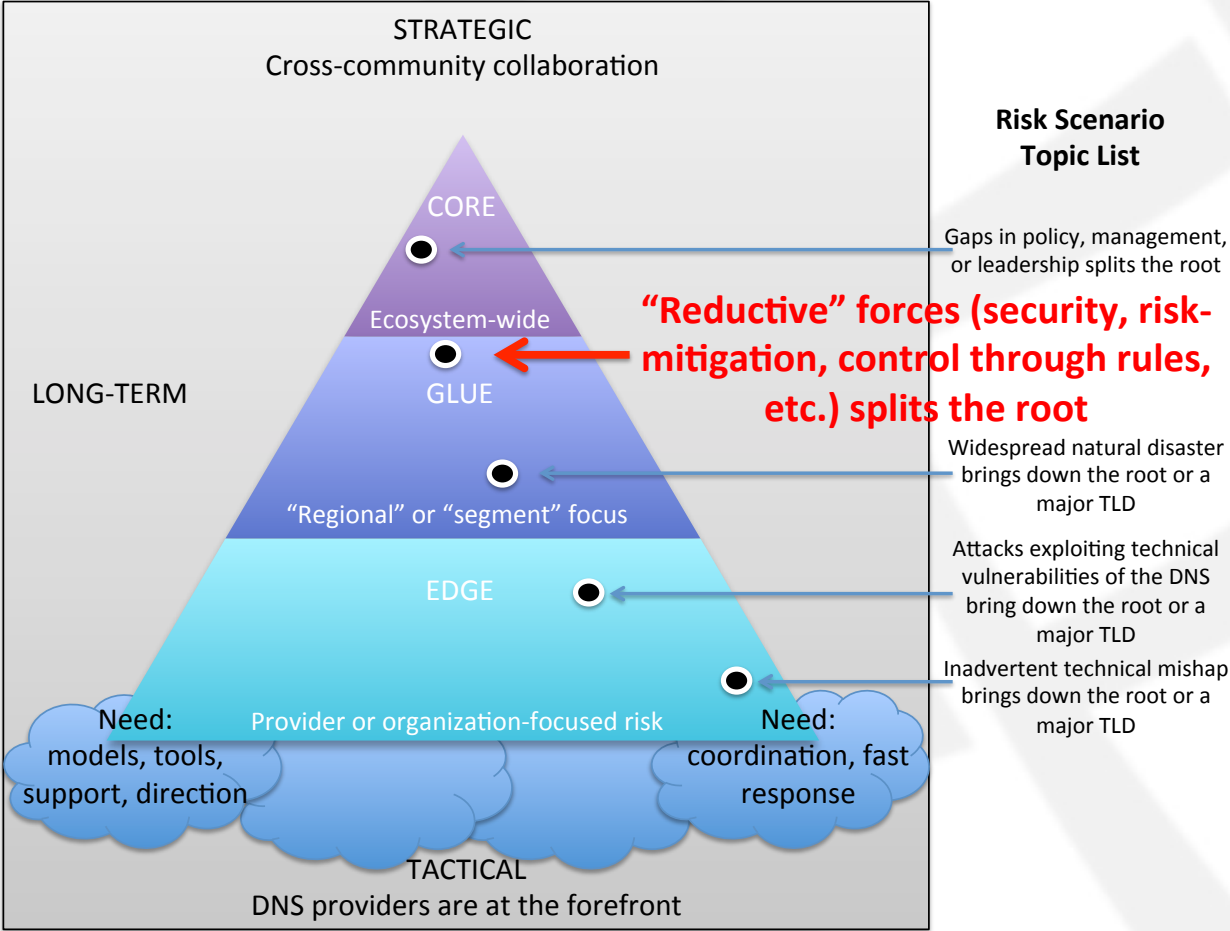 STRATEGIC
Cross-community collaboration
Risk Scenario
Topic List
CORE
Gaps in policy, management,
or leadership splits the root
Ecosystem-wide
“Reductive” forces (security, risk-
mitigation, control through rules,
etc.) splits the root
LONG-TERM
GLUE
Widespread natural disaster
brings down the root or a
major TLD
“Regional” or “segment” focus
Attacks exploiting technical
vulnerabilities of the DNS
bring down the root or a
major TLD
EDGE
Inadvertent technical mishap
brings down the root or a
major TLD
Provider or organization-focused risk
Need:
models, tools,
support, direction
Need:
coordination, fast
response
TACTICAL
DNS providers are at the forefront